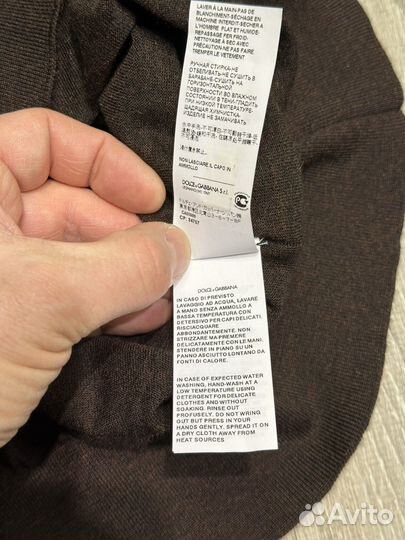 LAVER À LA MAIN-PAS DE
BLANCHIMENT-SÉCHAGE EN
MACHINE INTERDIT-SÉCHER À
L'OMBRE PLAT ET HUMIDE-
REPASSAGE FER FROID-
NETTOYAGE À SEC AVEC
PRÉCAUTION-NE PAS FAIRE
TREMPER LE VÊTEMENT
РУЧНАЯ СТИРКА-НЕ
ОТБЕЛИВАТЬ-НЕ СУШИТЬ В
БАРАБАНЕ-СУШИТЬ НА
ГОРИЗОНТАЛЬНОЙ
ПОВЕРХНОСТИ ВО ВЛАЖНОМ
СОСТОЯНИИ В ТЕНИ-ГЛАДИТЬ
ПРИ НИЗКОЙ ТЕМПЕРАТУРЕ-
ЩАДЯЩАЯ ХИМЧИСТКА-
ИЗДЕЛИЕ НЕ ЗАМАЧИВАТЬ
NON LASCIARE IL CAPO IN
AMMOLLO
DOLCE&GABBANA S.r.l.
PC
DOLCE&GABBANA
IN CASO DI PREVISTO
LAVAGGIO AD ACQUA, LAVARE
A MANO SENZA AMMOLLO A
BASSA TEMPERATURA CON
DETERSIVO PER CAPI DELICATI.
RISCIACQUARE
ABBONDANTEMENTE. NON
STRIZZARE MA PREMERE
DELICATAMENTE CON LE MANI.
STENDERE IN PIANO SU UN
PANNO ASCIUTTO LONTANO DA
FONTI DI CALORE.
IN CASE OF EXPECTED WATER
WASHING, HAND-WASH AT A
LOW TEMPERATURE USING
DETERGENT FOR DELICATE
CLOTHES AND WITHOUT
SOAKING. RINSE OUT
PROFUSELY. DO NOT WRING
OUT BUT PRESS IN YOUR
HANDS GENTLY. SPREAD IT ON
A DRY CLOTH AWAY FROM
HEAT SOURCES
Avito